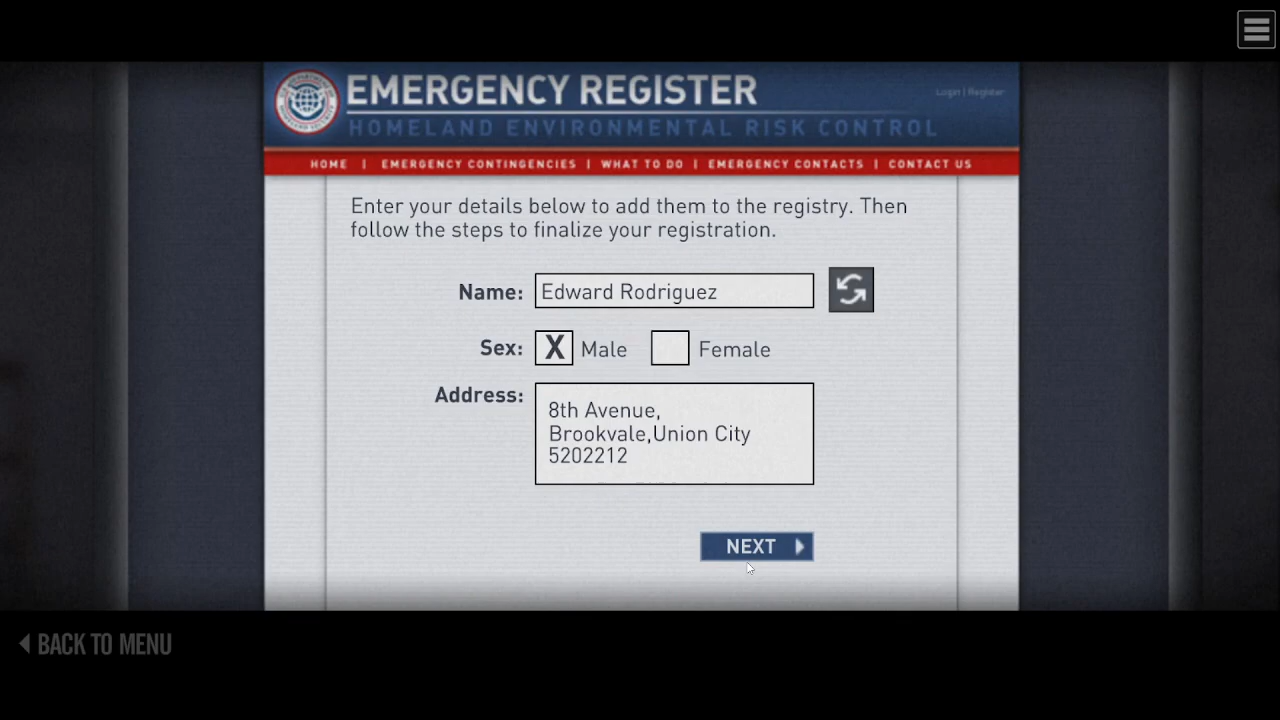 EMERGENCY REGISTER
Login | Register
HOMELAND ENVIRONMENTAL RISK CONTROL
HOME | EMERGENCY CONTINGENCIES | WHAT TO DO | EMERGENCY CONTACTS | CONTACT US
Enter your details below to add them to the registry. Then
follow the steps to finalize your registration.
Name: Edward Rodriguez
Sex: X Male Female
Address: 8th Avenue,
Brookvale,Union City
5202212
NEXT
BACK TO MENU